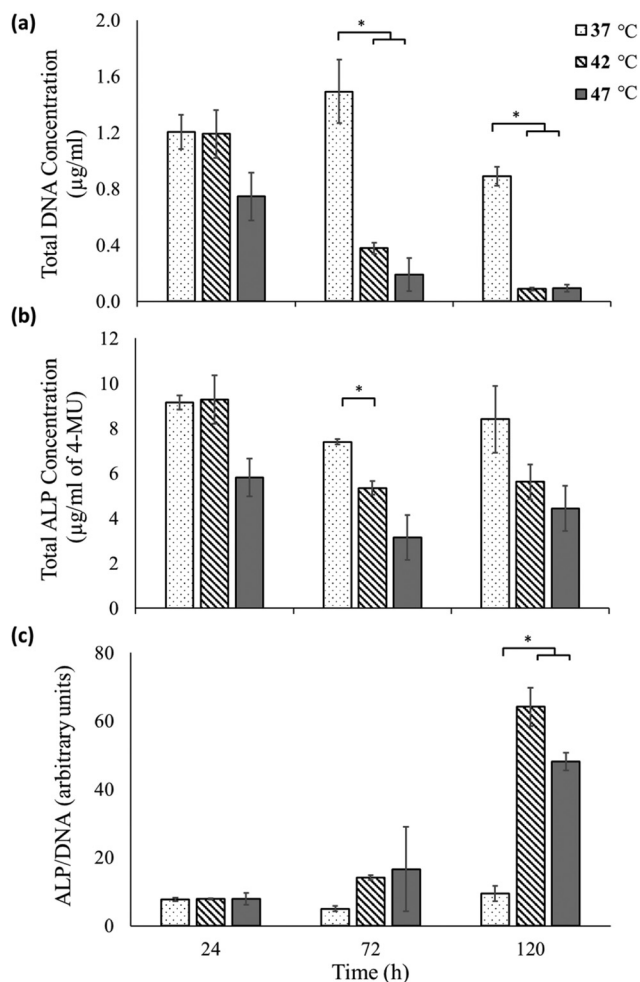 (a)
Total DNA Concentration
(µg/ml)
2.0
1.6
1.2
0.8
0.4
0.0
*
*
37 °C
42 °C
47 °C
(b)
Total ALP Concentration
(µg/ml of 4-MU)
12
10
8
6
4
2
0
*
(c)
ALP/DNA (arbitrary units)
80
60
40
20
0
*
24 72 120
Time (h)